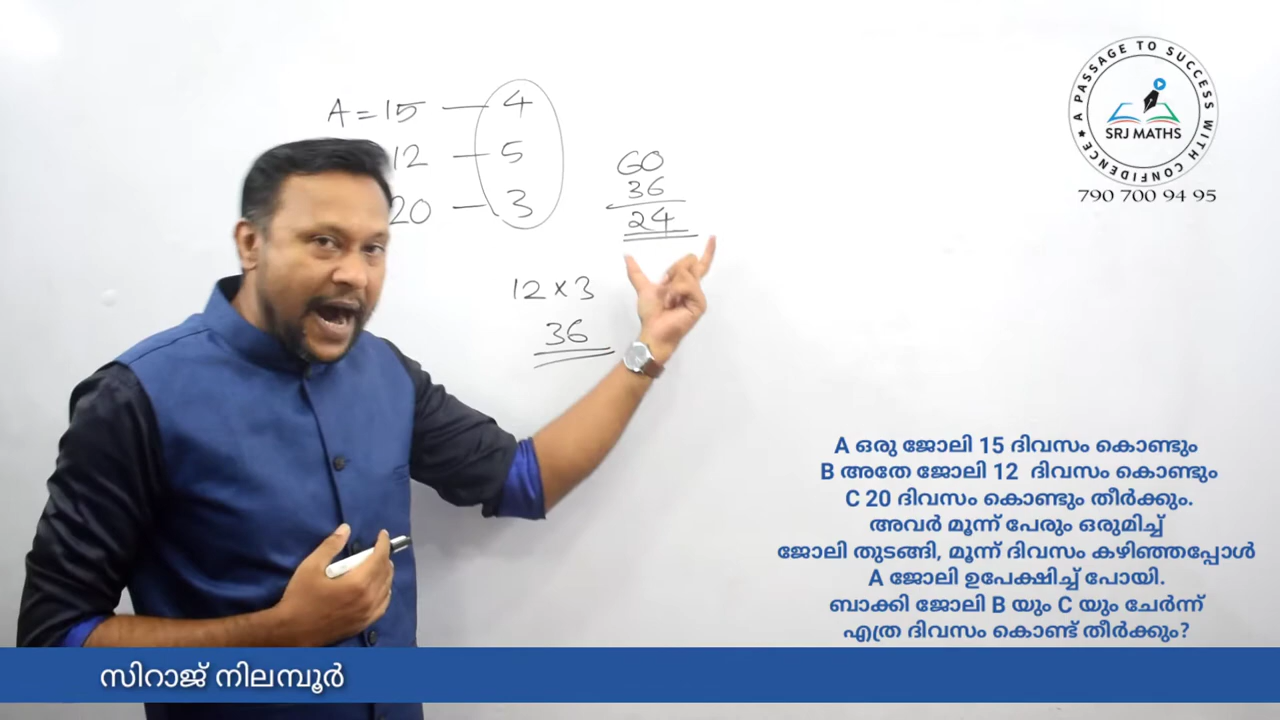 A = 15 — 4
12 — 5
20 — 3
60
36
24
12 × 3
36
A PASSAGE TO SUCCESS WITH CONFIDENCE
SRJ MATHS
790 700 94 95
A ഒരു ജോലി 15 ദിവസം കൊണ്ടും
B അതേ ജോലി 12 ദിവസം കൊണ്ടും
C 20 ദിവസം കൊണ്ടും തീർക്കും.
അവർ മൂന്ന് പേരും ഒരുമിച്ച്
ജോലി തുടങ്ങി, മൂന്ന് ദിവസം കഴിഞ്ഞപ്പോൾ
A ജോലി ഉപേക്ഷിച്ച് പോയി.
ബാക്കി ജോലി B യും C യും ചേർന്ന്
എത്ര ദിവസം കൊണ്ട് തീർക്കും?
സിറാജ് നിലമ്പൂർ